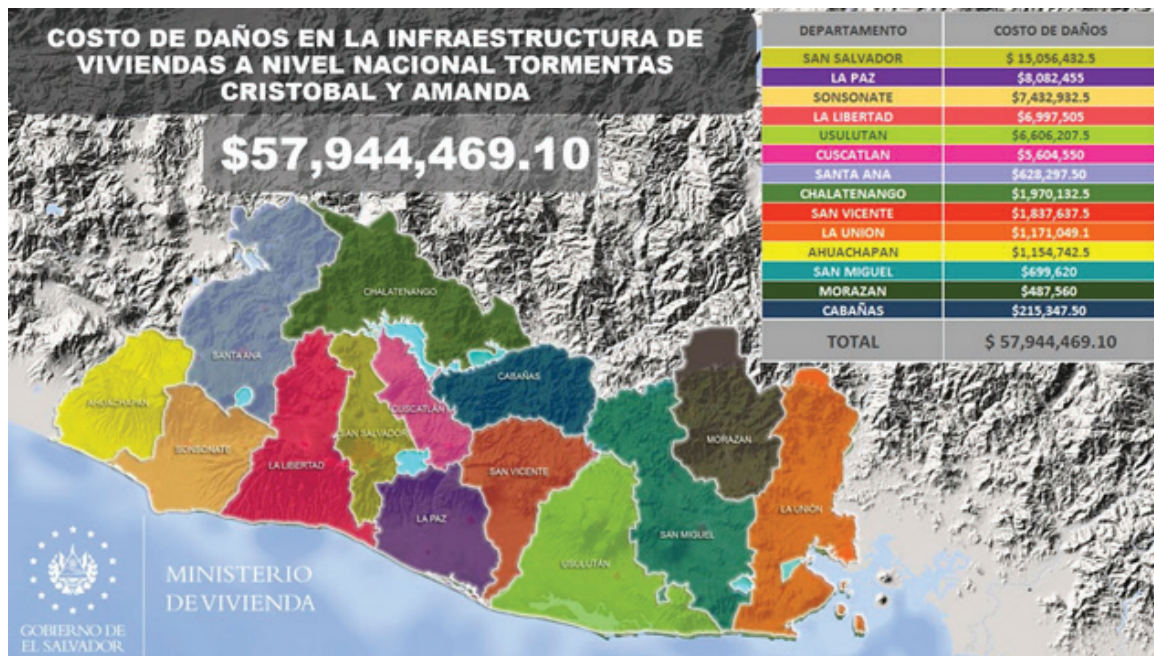 COSTO DE DAÑOS EN LA INFRAESTRUCTURA DE
VIVIENDAS A NIVEL NACIONAL TORMENTAS
CRISTOBAL Y AMANDA
$57,944,469.10
DEPARTAMENTO COSTO DE DAÑOS
SAN SALVADOR $ 15,056,432.5
LA PAZ $8,082,455
SONSONATE $7,432,932.5
LA LIBERTAD $6,997,505
USULUTAN $6,606,207.5
CUSCATLAN $5,604,550
SANTA ANA $628,297.50
CHALATENANGO $1,970,132.5
SAN VICENTE $1,837,637.5
LA UNION $1,171,049.1
AHUACHAPAN $1,154,742.5
SAN MIGUEL $699,620
MORAZAN $487,560
CABAÑAS $215,347.50
TOTAL $ 57,944,469.10
CHALATENANGO
SANTA ANA
CABAÑAS
AHUACHAPAN
CUSCATLAN
SONSONATE
SAN SALVADOR
MORAZAN
LA LIBERTAD
SAN VICENTE
LA PAZ
LA UNIÓN
SAN MIGUEL
USULUTÁN
MINISTERIO
DE VIVIENDA
GOBIERNO DE
EL SALVADOR